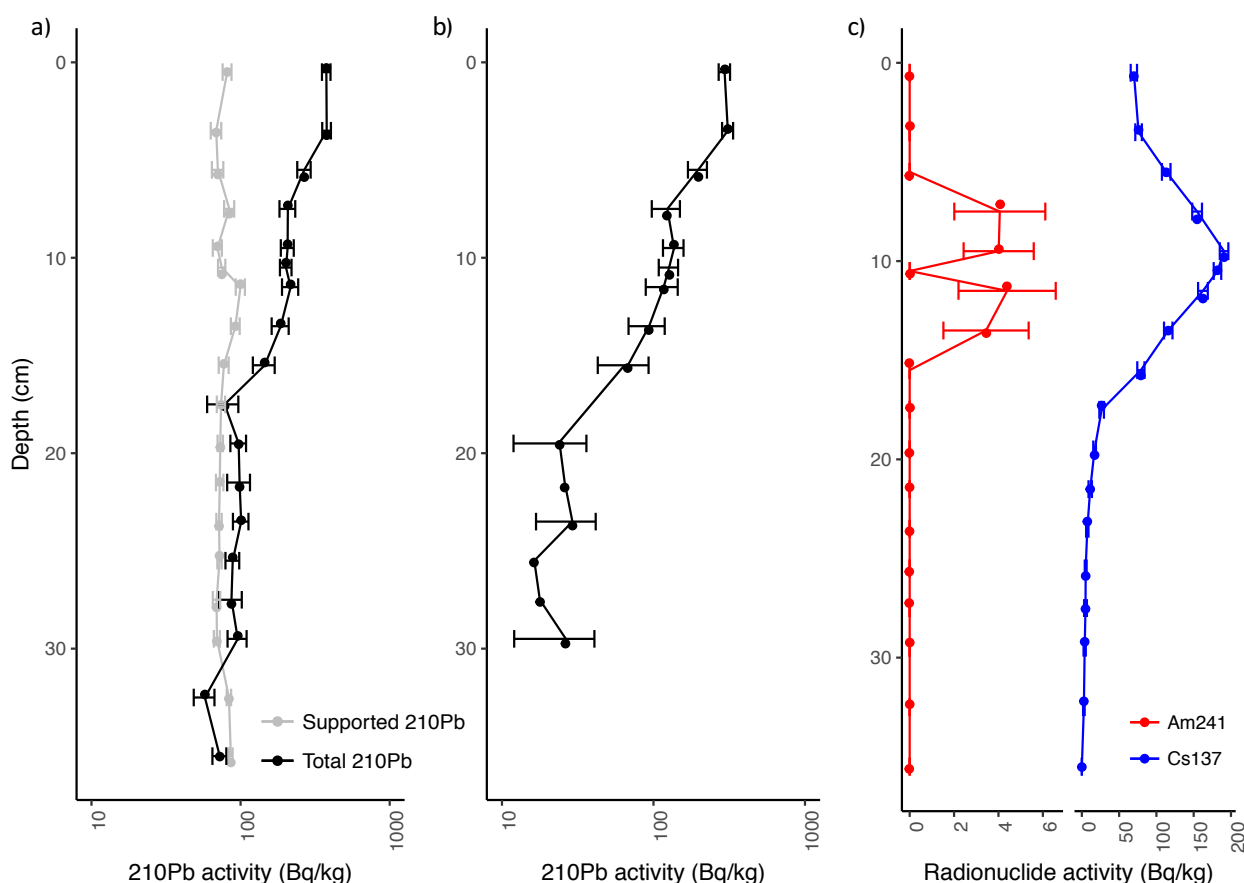 a)
b)
c)
Depth (cm)
0
10
20
30
0
10
20
30
0
10
20
30
Supported 210Pb
Total 210Pb
Am241
Cs137
10
100
1000
10
100
1000
0
2
4
6
0
50
100
150
200
210Pb activity (Bq/kg)
210Pb activity (Bq/kg)
Radionuclide activity (Bq/kg)